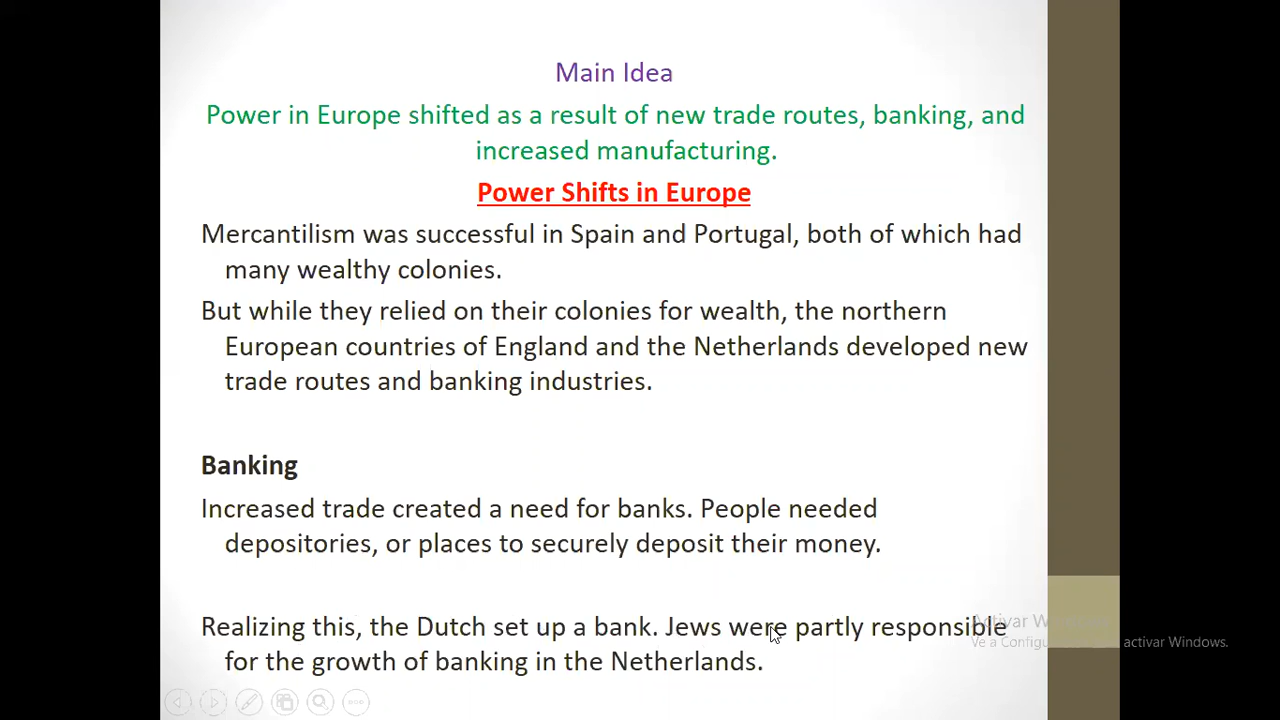 Main Idea
Power in Europe shifted as a result of new trade routes, banking, and
increased manufacturing.
Power Shifts in Europe
Mercantilism was successful in Spain and Portugal, both of which had
many wealthy colonies.
But while they relied on their colonies for wealth, the northern
European countries of England and the Netherlands developed new
trade routes and banking industries.
Banking
Increased trade created a need for banks. People needed
depositories, or places to securely deposit their money.
Realizing this, the Dutch set up a bank. Jews were partly responsible
for the growth of banking in the Netherlands.
Activar
Ve a activar Windows.